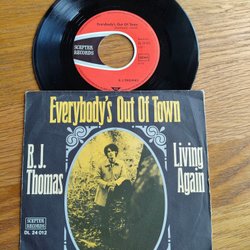 Everybody's Out Of Town
B. J. THOMAS
SCEPTER
RECORDS
Everybody's Out Of Town
B. J.
Thomas
Living
Again
SCEPTER
RECORDS
DL 24 012